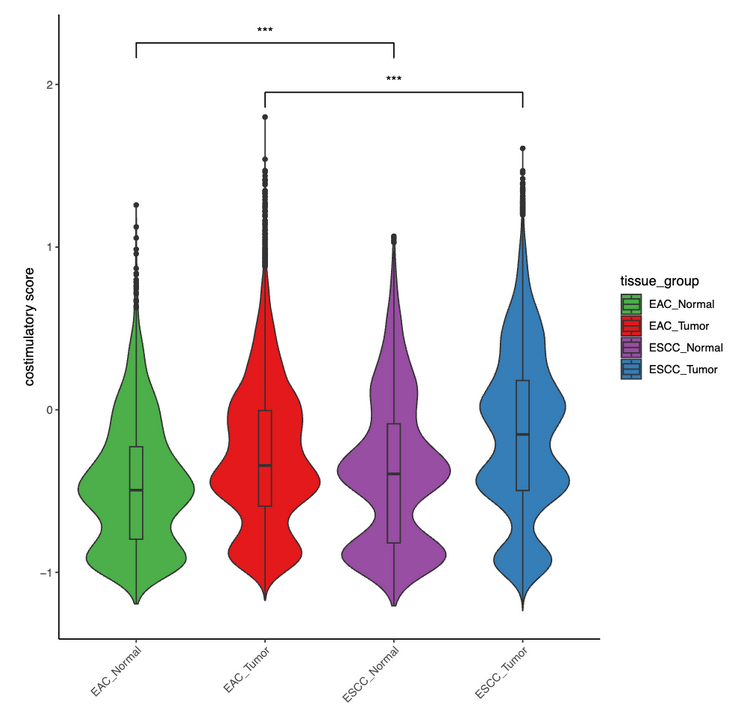 ***
***
2
1
0
−1
costimulatory score
EAC_Normal
EAC_Tumor
ESCC_Normal
ESCC_Tumor
tissue_group
EAC_Normal
EAC_Tumor
ESCC_Normal
ESCC_Tumor